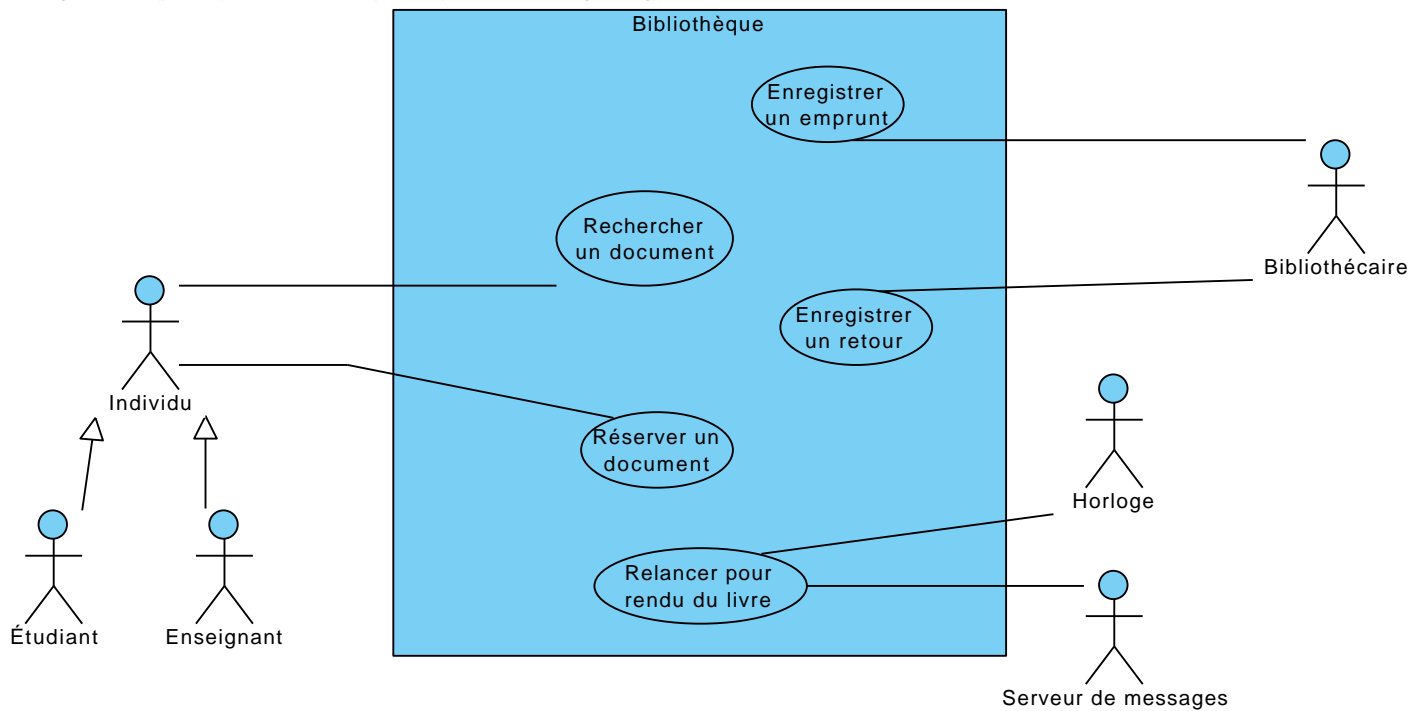 Bibliothèque
Enregistrer
un emprunt
Rechercher
un document
Bibliothécaire
Enregistrer
un retour
Individu
Réserver un
document
Horloge
Relancer pour
rendu du livre
Étudiant
Enseignant
Serveur de messages